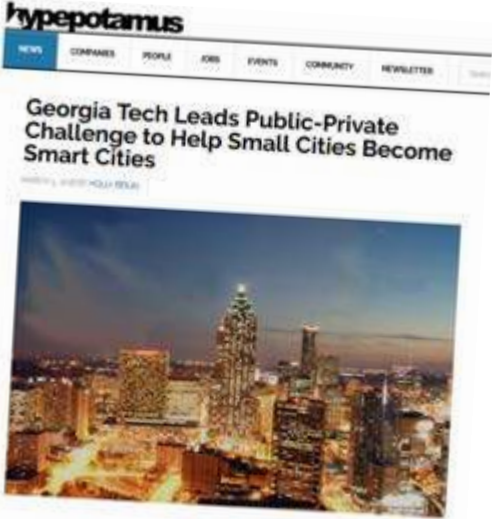 hypepotamus
NEWS COMPANIES PEOPLE JOBS EVENTS COMMUNITY NEWSLETTER
Georgia Tech Leads Public-Private
Challenge to Help Small Cities Become
Smart Cities